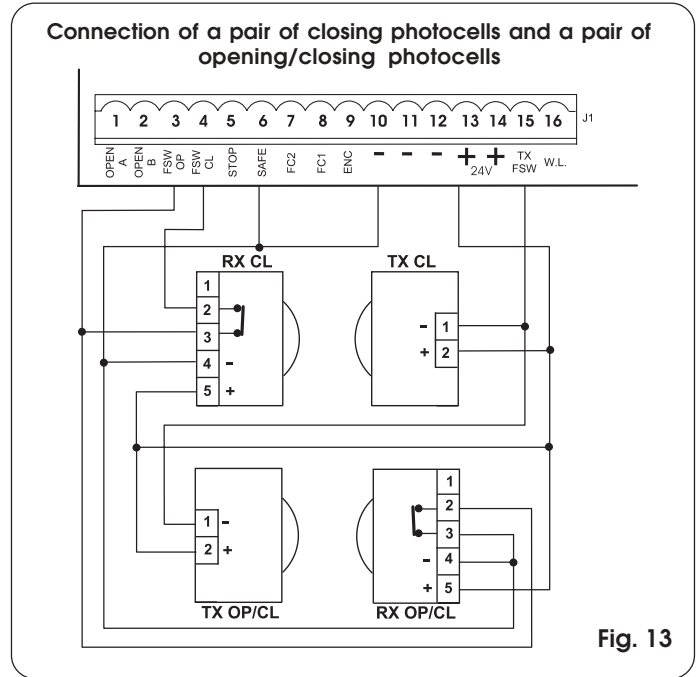 Connection of a pair of closing photocells and a pair of
opening/closing photocells
1 2 3 4 5 6 7 8 9 10 11 12 13 14 15 16 J1
OPEN A OPEN B FSW OP FSW CL STOP SAFE FC2 FC1 ENC - - - + + 24V TX FSW W.L.
RX CL TX CL
1
2
3
4 -
5 +
- 1
+ 2
1 -
2 +
1
2
3
- 4
+ 5
TX OP/CL RX OP/CL
Fig. 13